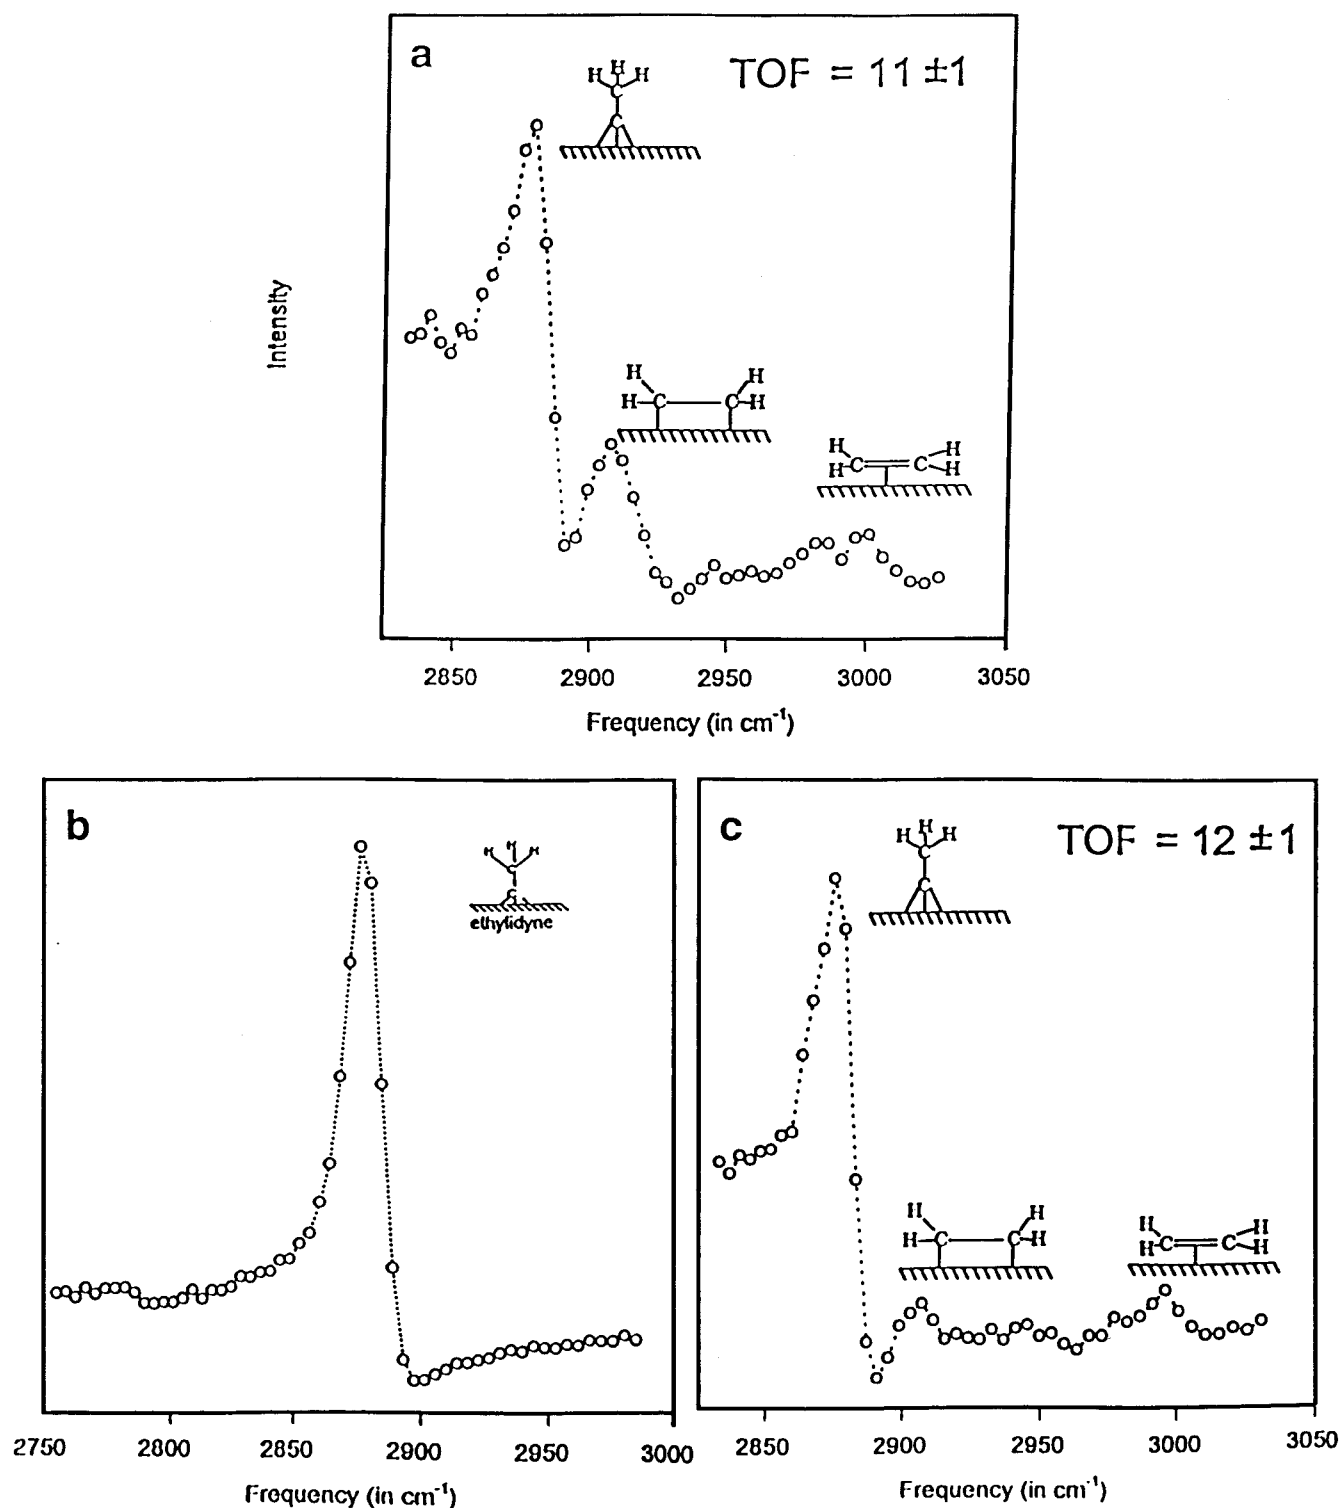 a
TOF = 11 ±1
H H H
C
C
Intensity
H H
H C C H
H H
H C C H
2850 2900 2950 3000 3050
Frequency (in cm⁻¹)
b
H H H
C
C
ethylidyne
2750 2800 2850 2900 2950 3000
Frequency (in cm⁻¹)
c
TOF = 12 ±1
H H H
C
C
H H
H C C H
H H
H C C H
2850 2900 2950 3000 3050
Frequency (in cm⁻¹)